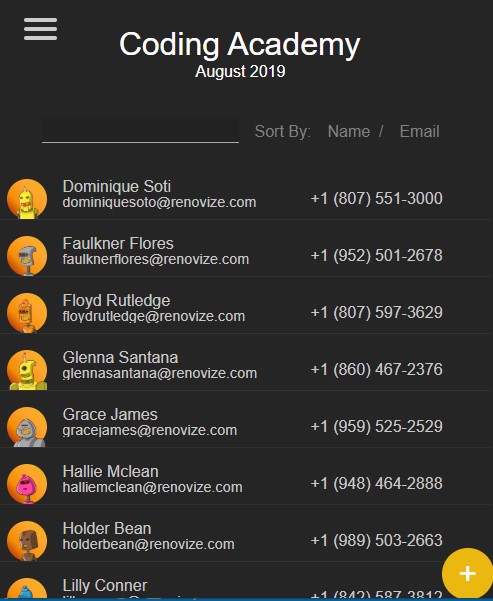 Coding Academy
August 2019
Sort By: Name / Email
Dominique Soti
dominiquesoto@renovize.com
+1 (807) 551-3000
Faulkner Flores
faulknerflores@renovize.com
+1 (952) 501-2678
Floyd Rutledge
floydrutledge@renovize.com
+1 (807) 597-3629
Glenna Santana
glennasantana@renovize.com
+1 (860) 467-2376
Grace James
gracejames@renovize.com
+1 (959) 525-2529
Hallie Mclean
halliemclean@renovize.com
+1 (948) 464-2888
Holder Bean
holderbean@renovize.com
+1 (989) 503-2663
Lilly Conner
+1 (842) 587-3812
+